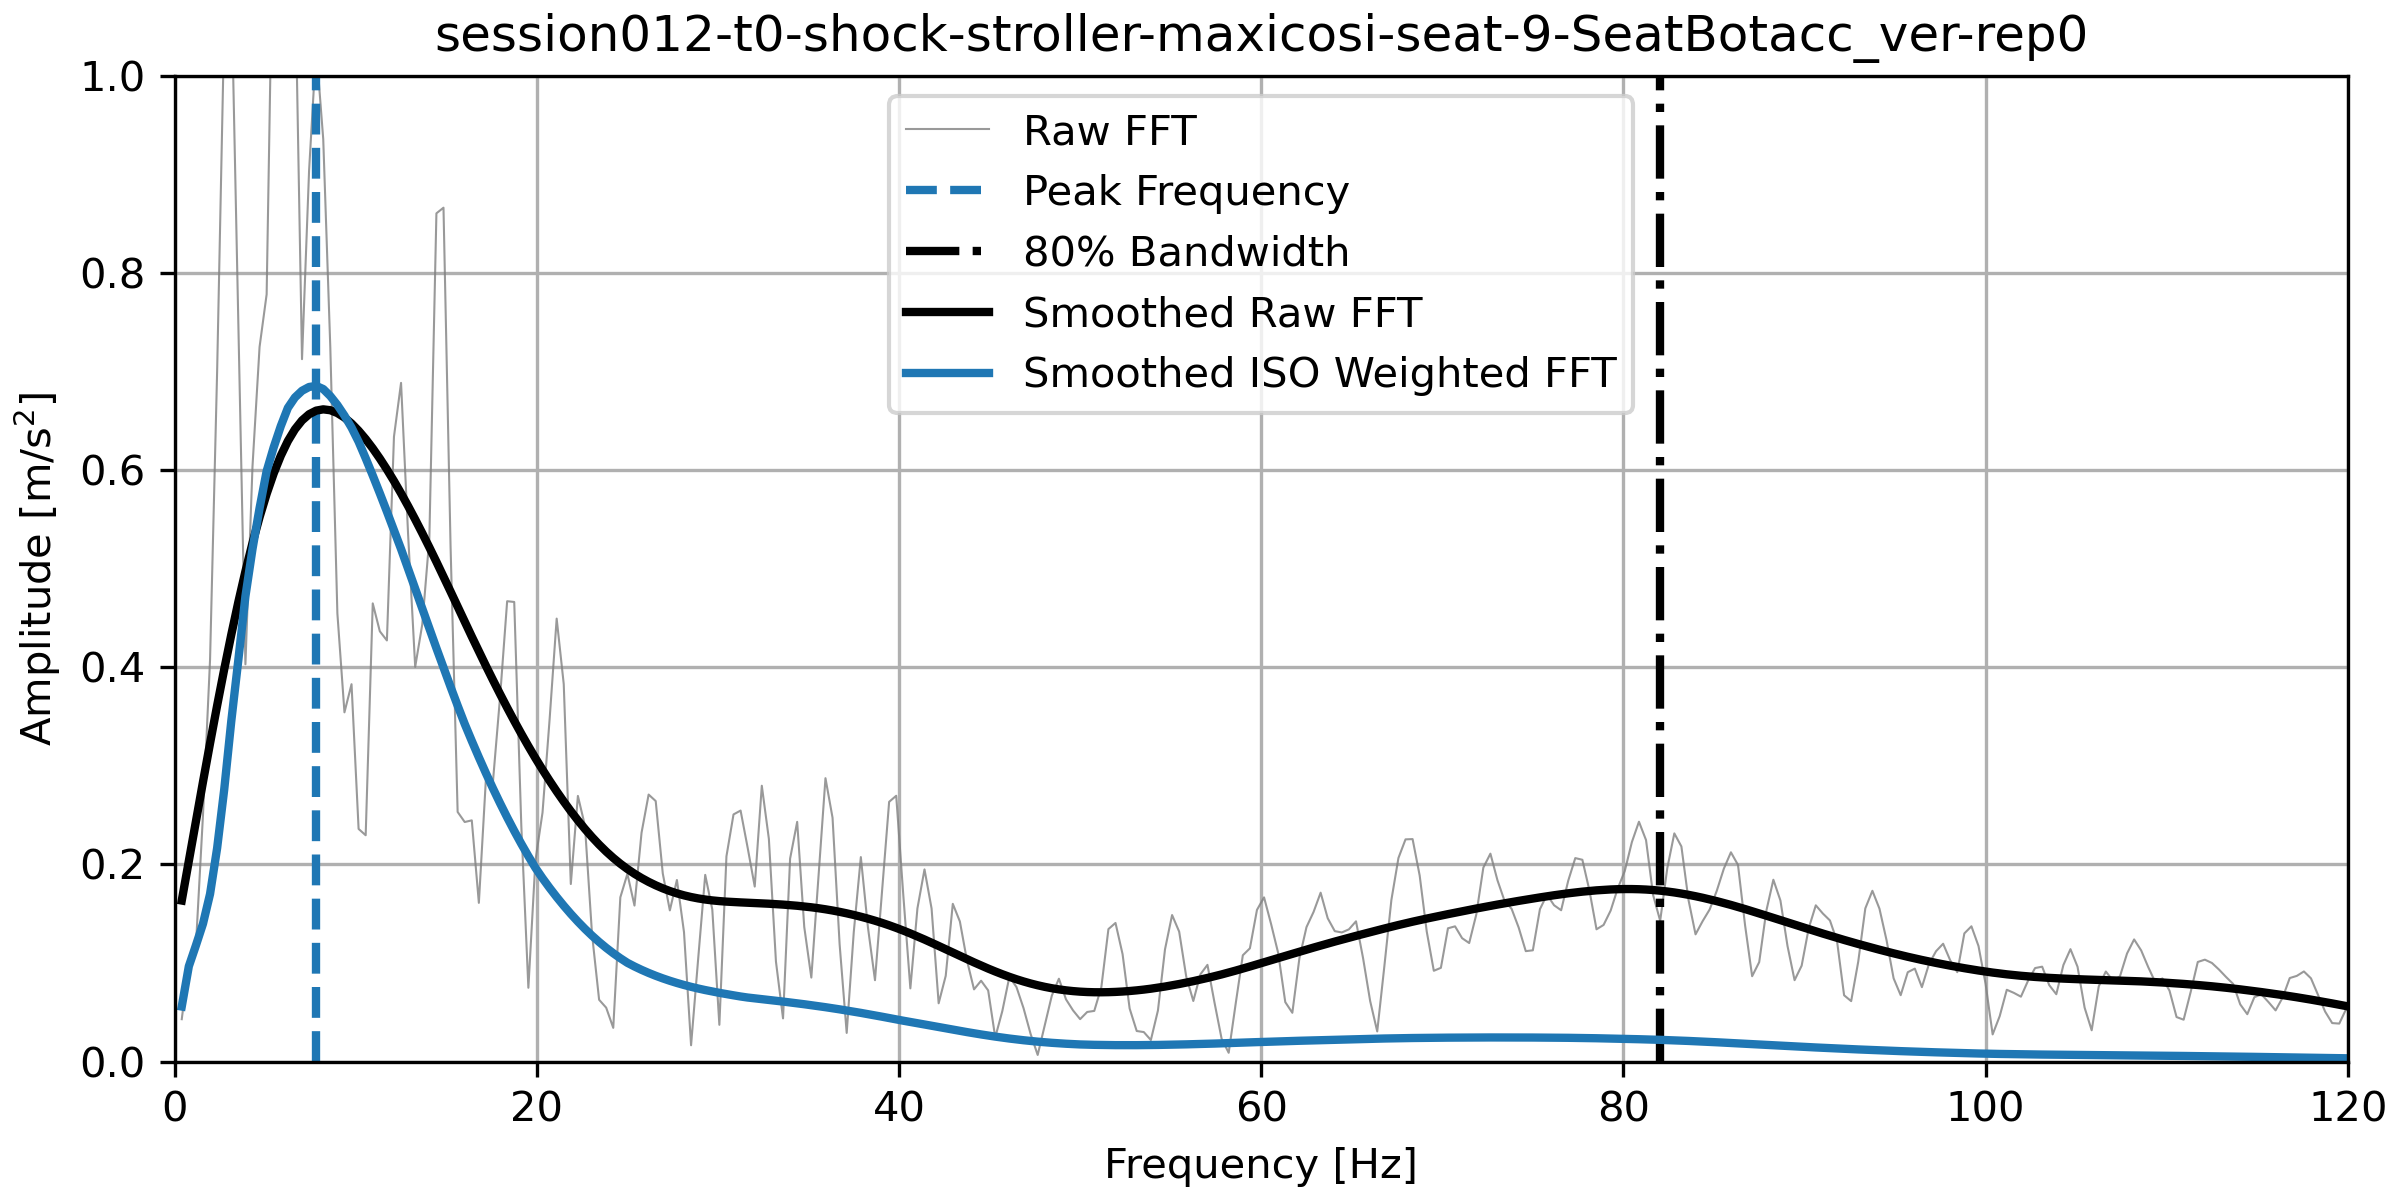 session012-t0-shock-stroller-maxicosi-seat-9-SeatBotacc_ver-rep0
1.0
0.8
0.6
0.4
0.2
0.0
Amplitude [m/s²]
Raw FFT
Peak Frequency
80% Bandwidth
Smoothed Raw FFT
Smoothed ISO Weighted FFT
0 20 40 60 80 100 120
Frequency [Hz]